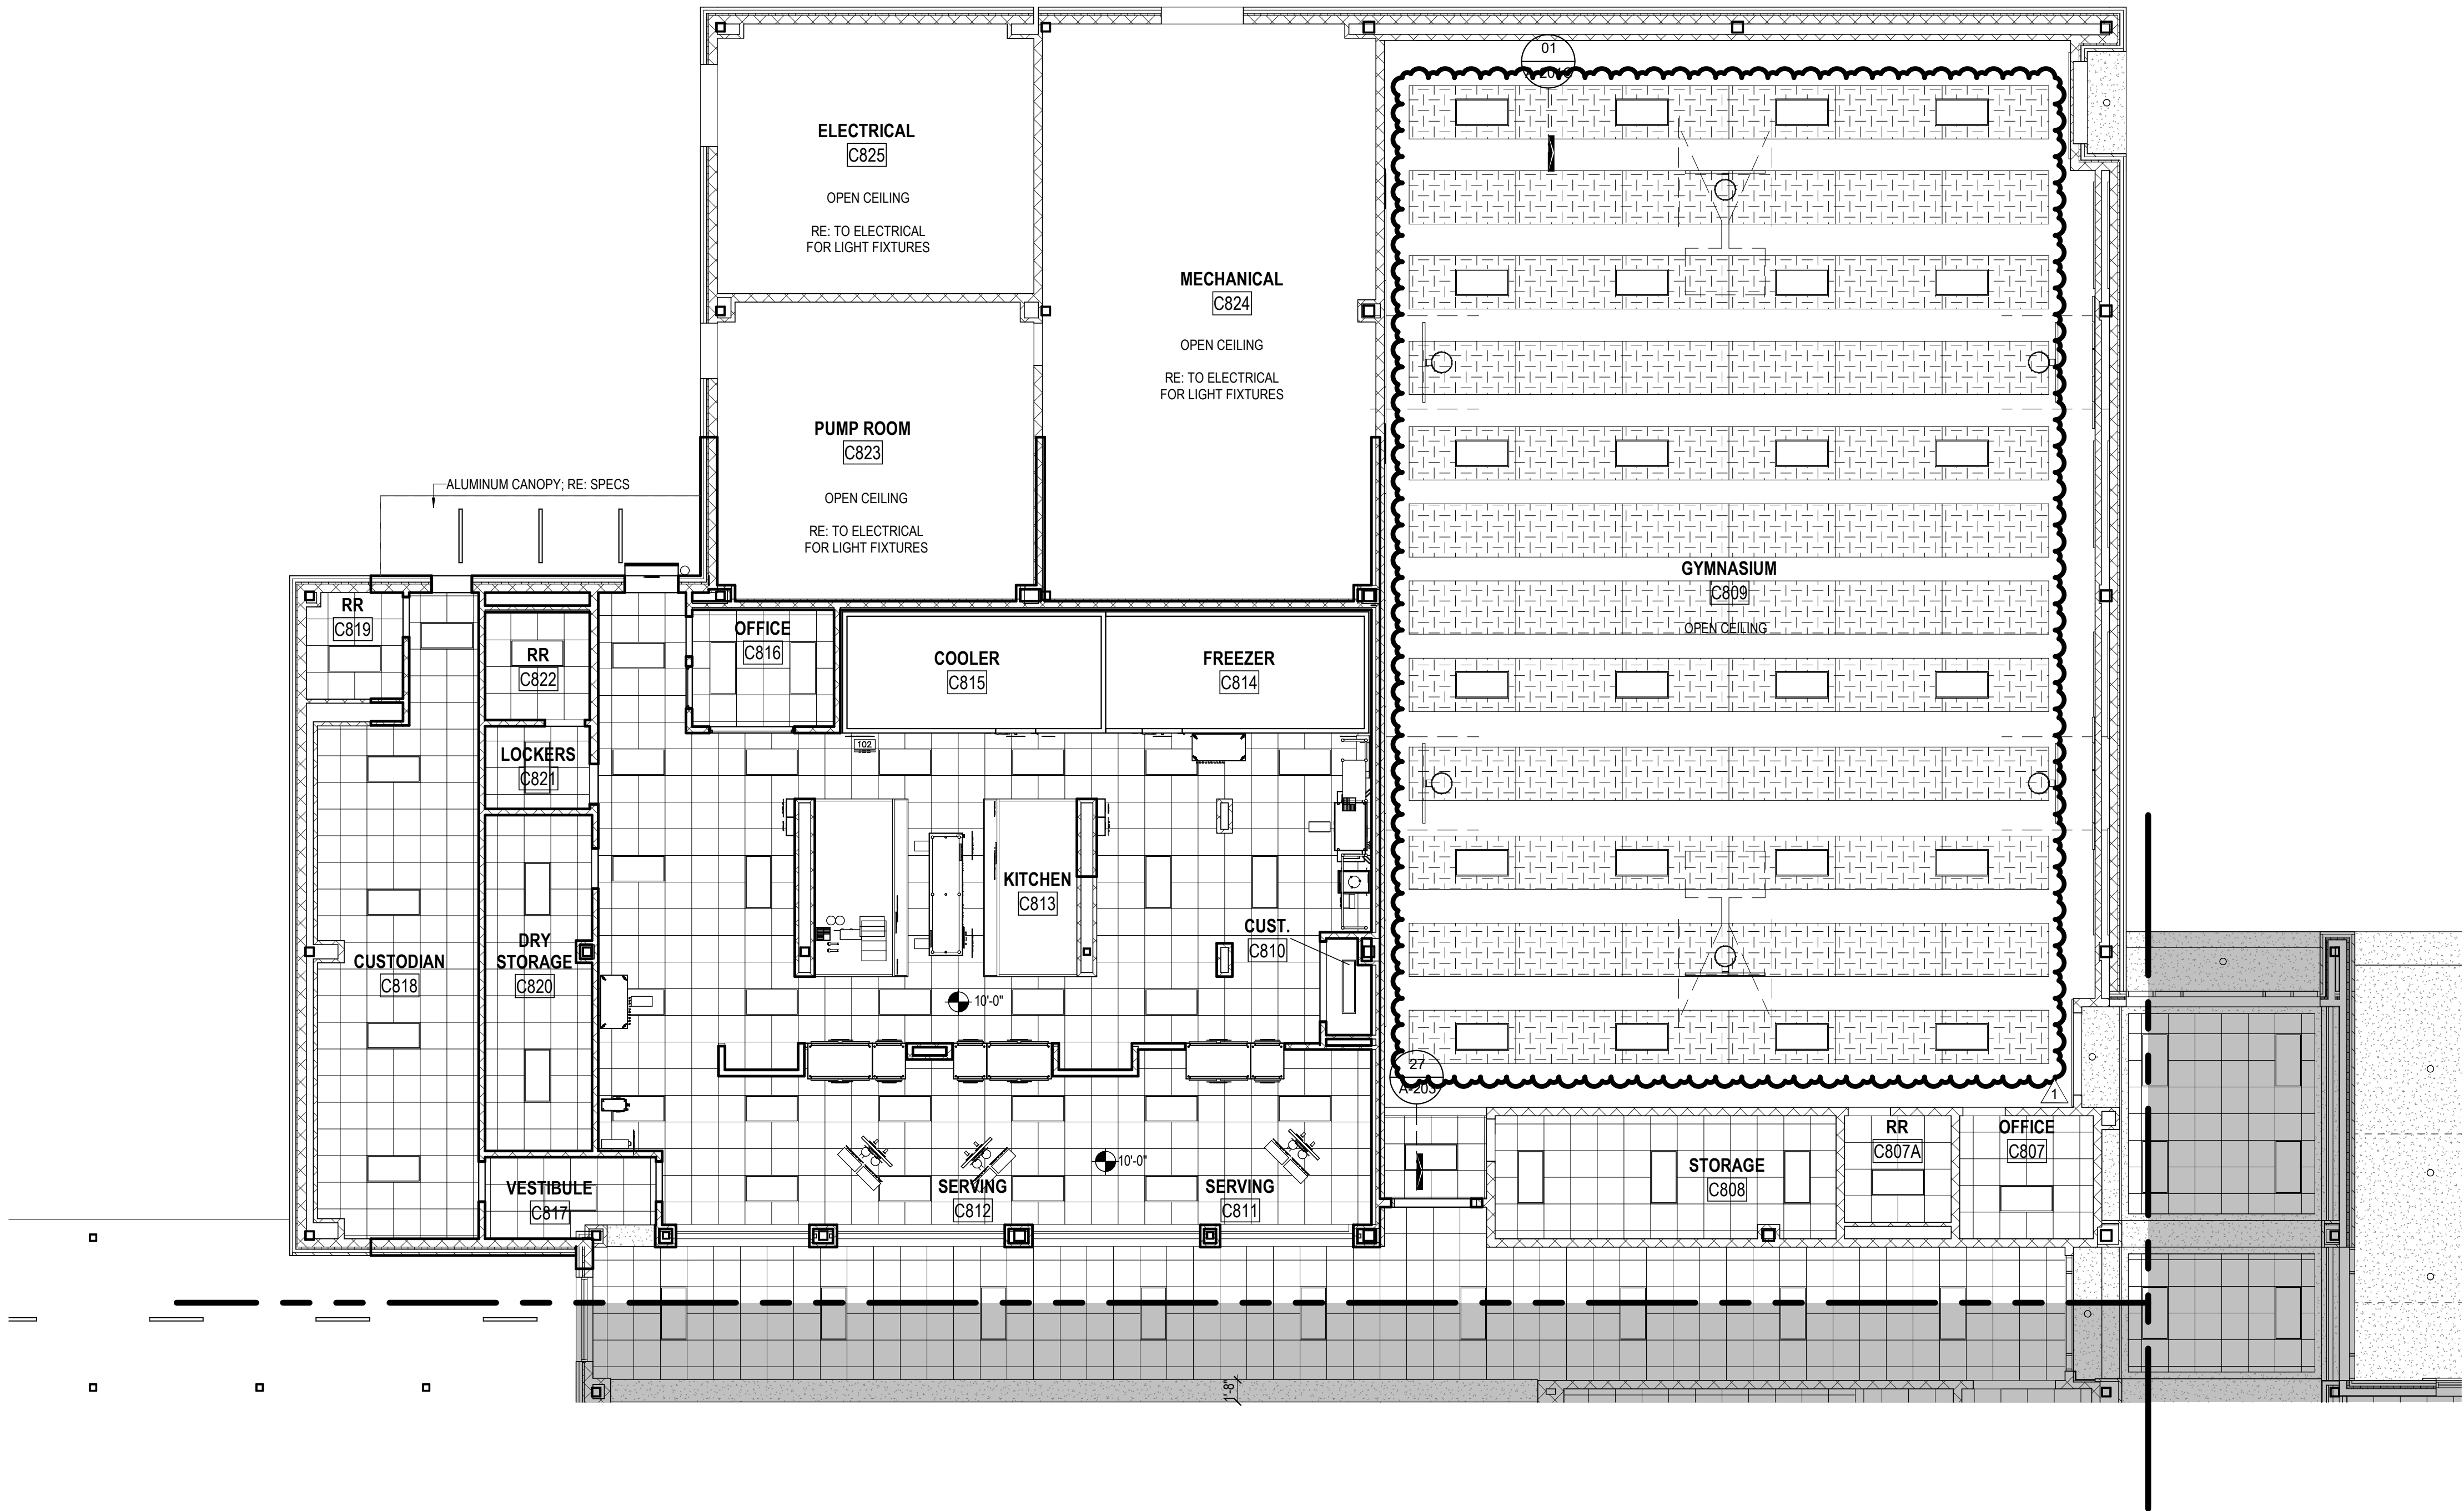 01
ELECTRICAL
C825
OPEN CEILING
RE: TO ELECTRICAL
FOR LIGHT FIXTURES
MECHANICAL
C824
OPEN CEILING
RE: TO ELECTRICAL
FOR LIGHT FIXTURES
PUMP ROOM
C823
OPEN CEILING
RE: TO ELECTRICAL
FOR LIGHT FIXTURES
ALUMINUM CANOPY; RE: SPECS
GYMNASIUM
C809
OPEN CEILING
RR
C819
RR
C822
OFFICE
C816
COOLER
C815
FREEZER
C814
102
LOCKERS
C821
KITCHEN
C813
CUST.
C810
DRY
STORAGE
C820
CUSTODIAN
C818
10'-0"
27
A-203
1
RR
C807A
OFFICE
C807
STORAGE
C808
10'-0"
VESTIBULE
C817
SERVING
C812
SERVING
C811
1'-8"